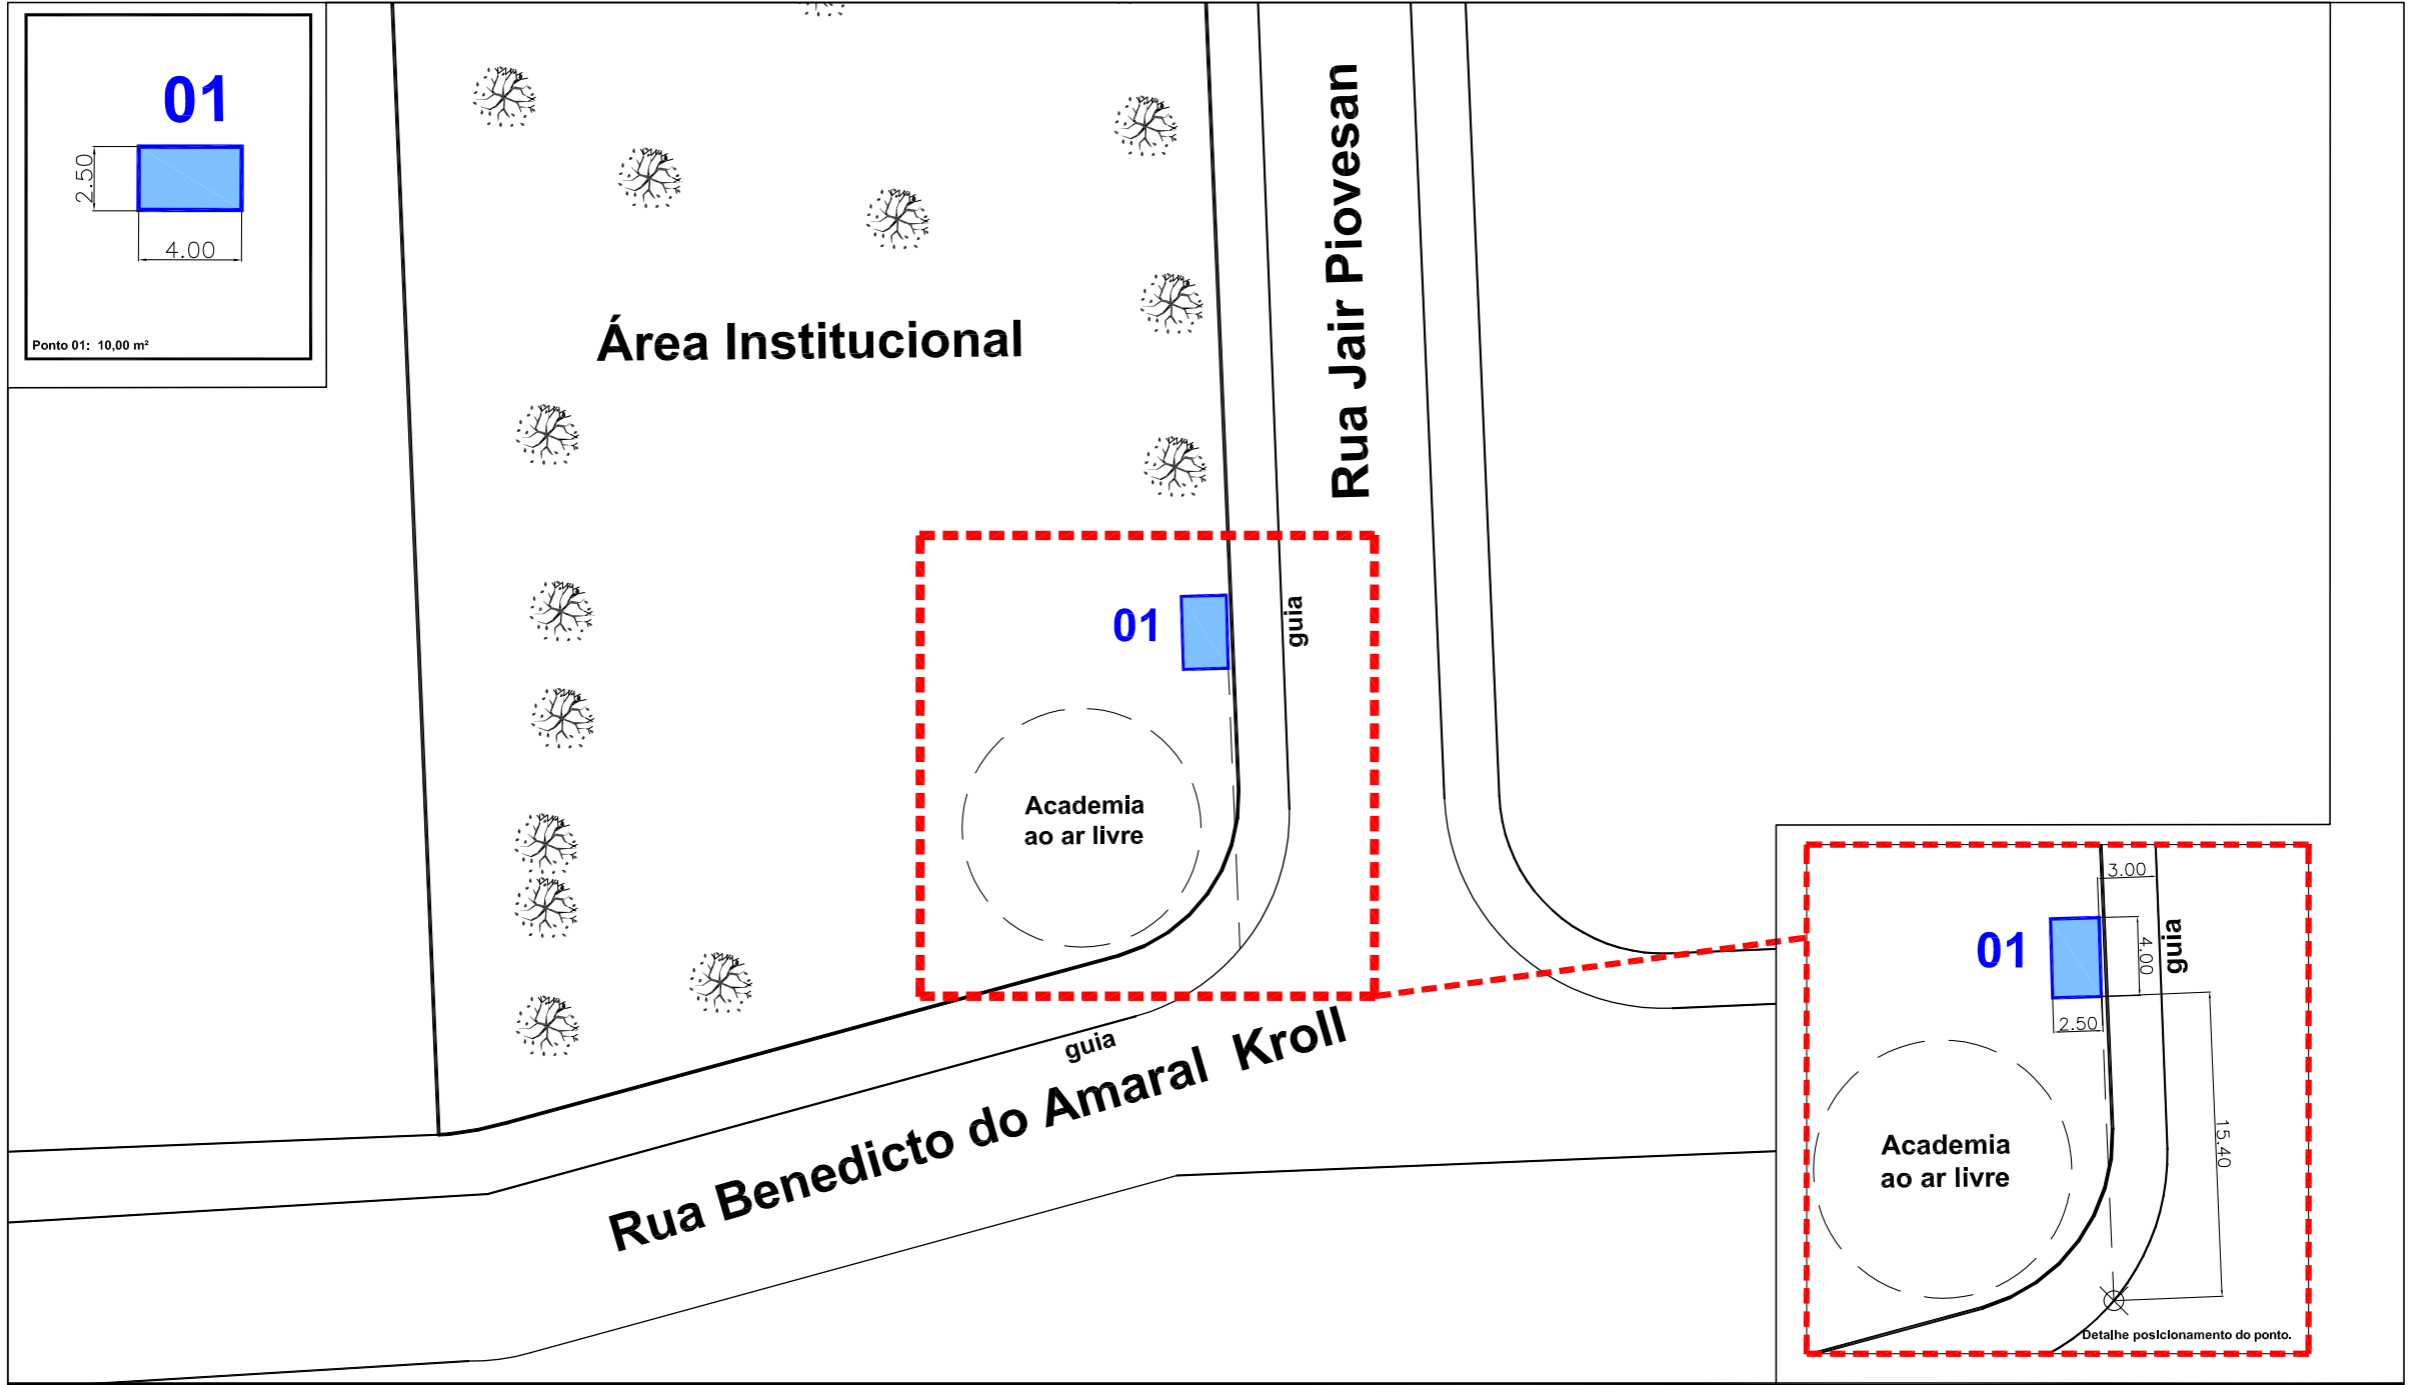 01
2.50
4.00
Ponto 01: 10,00 m²
Área Institucional
Rua Jair Piovesan
01
guia
Academia
ao ar livre
guia
Rua Benedicto do Amaral Kroll
3.00
01
4.00
guia
2.50
15.40
Academia
ao ar livre
Detalhe posicionamento do ponto.